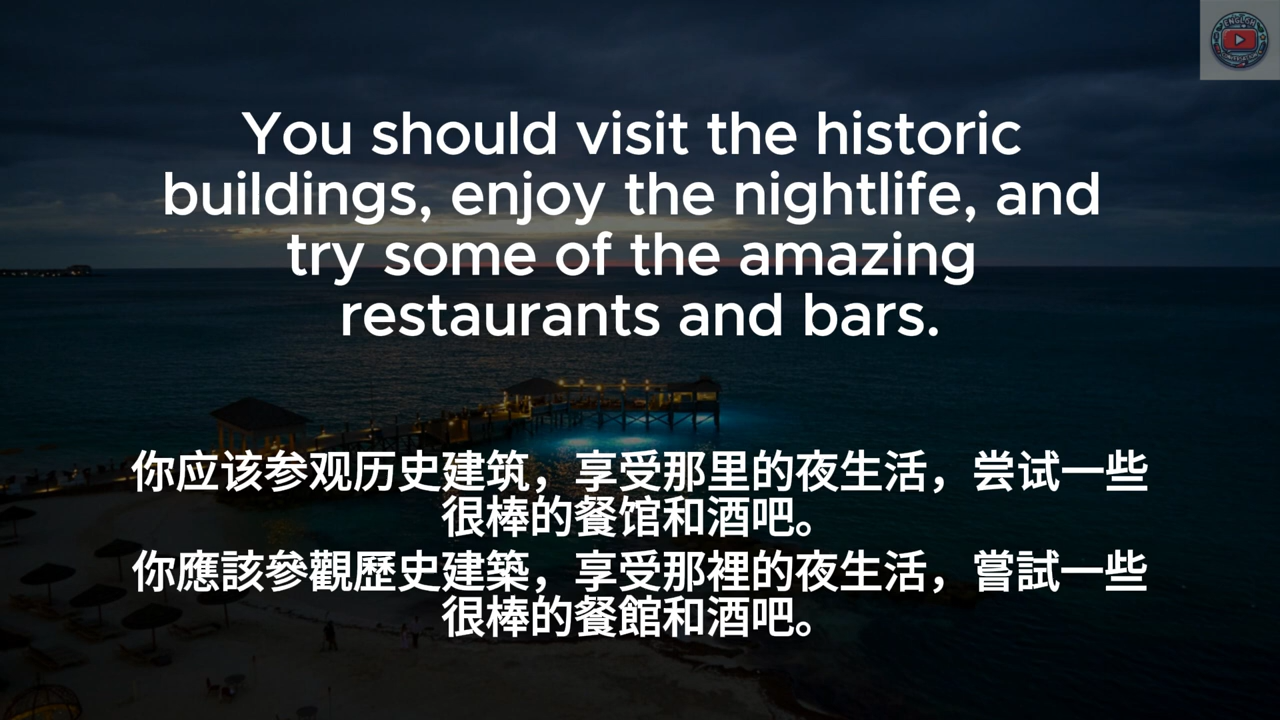 You should visit the historic
buildings, enjoy the nightlife, and
try some of the amazing
restaurants and bars.
你应该参观历史建筑，享受那里的夜生活，尝试一些
很棒的餐馆和酒吧。
你應該參觀歷史建築，享受那裡的夜生活，嘗試一些
很棒的餐館和酒吧。